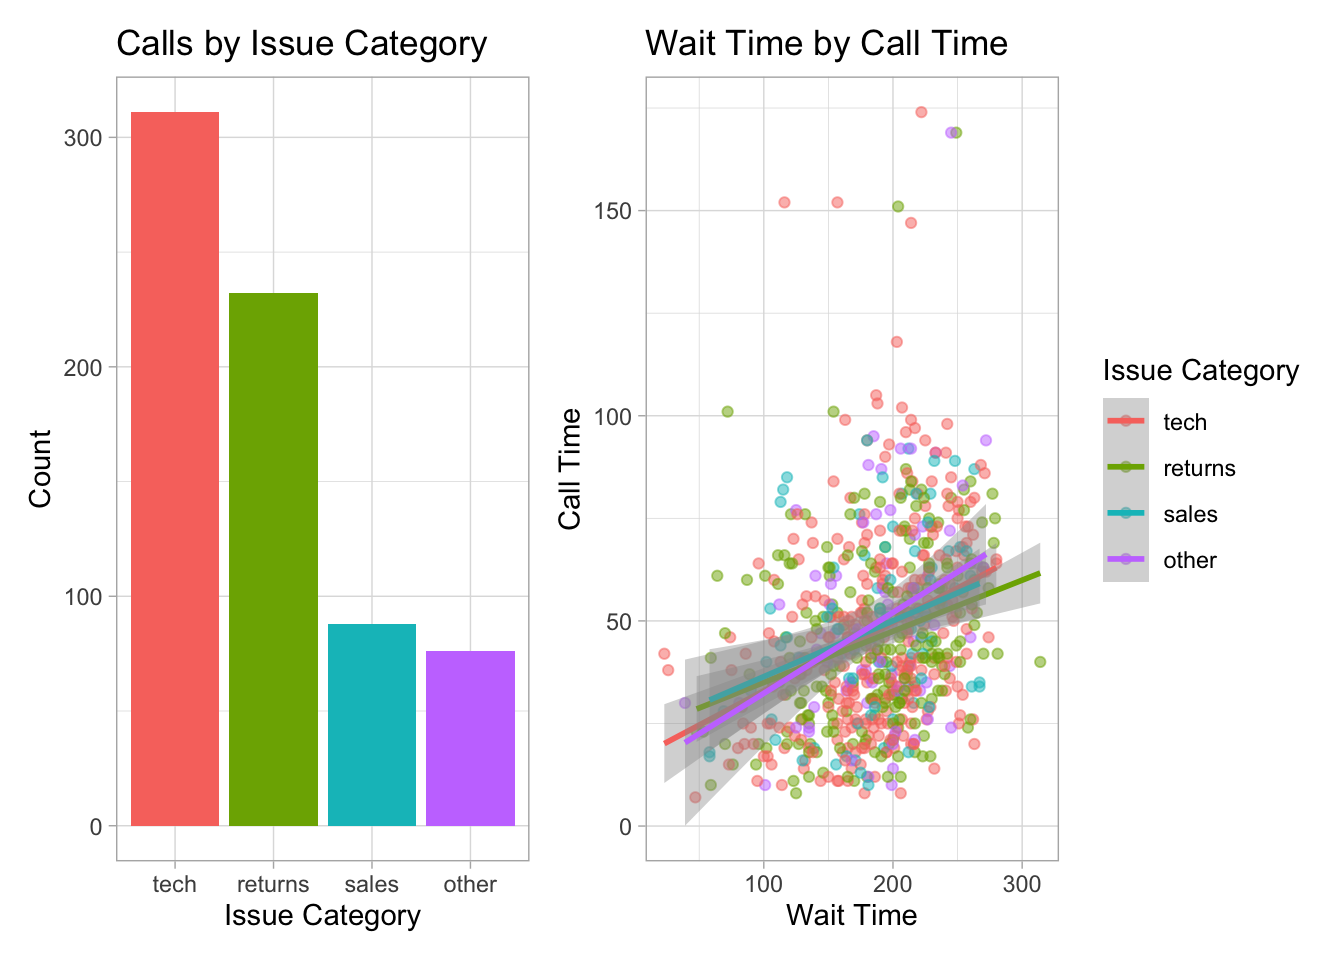 Calls by Issue Category
Count
300
200
100
0
tech returns sales other
Issue Category
Wait Time by Call Time
Call Time
150
100
50
0
100 200 300
Wait Time
Issue Category
tech
returns
sales
other